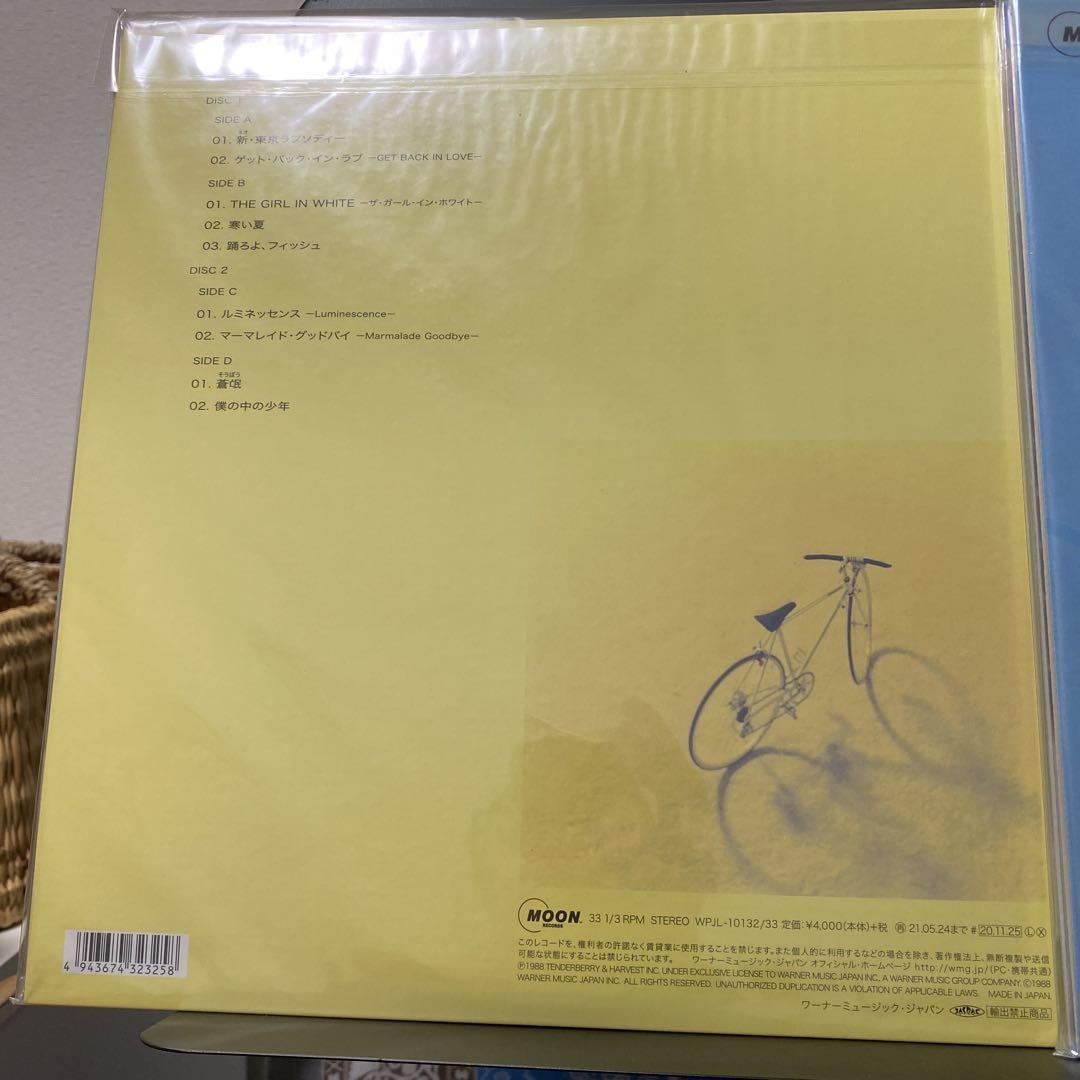 DISC 1
SIDE A
ネオ
01. 新・東京ラプソディー
02. ゲット・バック・イン・ラブ −GET BACK IN LOVE−
SIDE B
01. THE GIRL IN WHITE −ザ・ガール・イン・ホワイト−
02. 寒い夏
03. 踊ろよ、フィッシュ
DISC 2
SIDE C
01. ルミネッセンス −Luminescence−
02. マーマレイド・グッドバイ −Marmalade Goodbye−
SIDE D
そうぼう
01. 蒼氓
02. 僕の中の少年
MOON. RECORDS 33 1/3 RPM STEREO WPJL-10132/33 定価:¥4,000(本体)+税 再 21.05.24まで # 20.11.25 Ⓛ Ⓧ
このレコードを、権利者の許諾なく賃貸業に使用することを禁じます。また個人的に利用するなどの場合を除き、著作権法上、無断複製や送信
可能な状態にすることは禁じられています。 ワーナーミュージック・ジャパン オフィシャル・ホームページ http://wmg.jp/(PC・携帯共通)
Ⓟ1988 TENDERBERRY & HARVEST INC. UNDER EXCLUSIVE LICENSE TO WARNER MUSIC JAPAN INC., A WARNER MUSIC GROUP COMPANY. Ⓒ1988
WARNER MUSIC JAPAN INC. ALL RIGHTS RESERVED. UNAUTHORIZED DUPLICATION IS A VIOLATION OF APPLICABLE LAWS. MADE IN JAPAN.
ワーナーミュージック・ジャパン JASRAC 輸出禁止商品
4 943674 323258
M